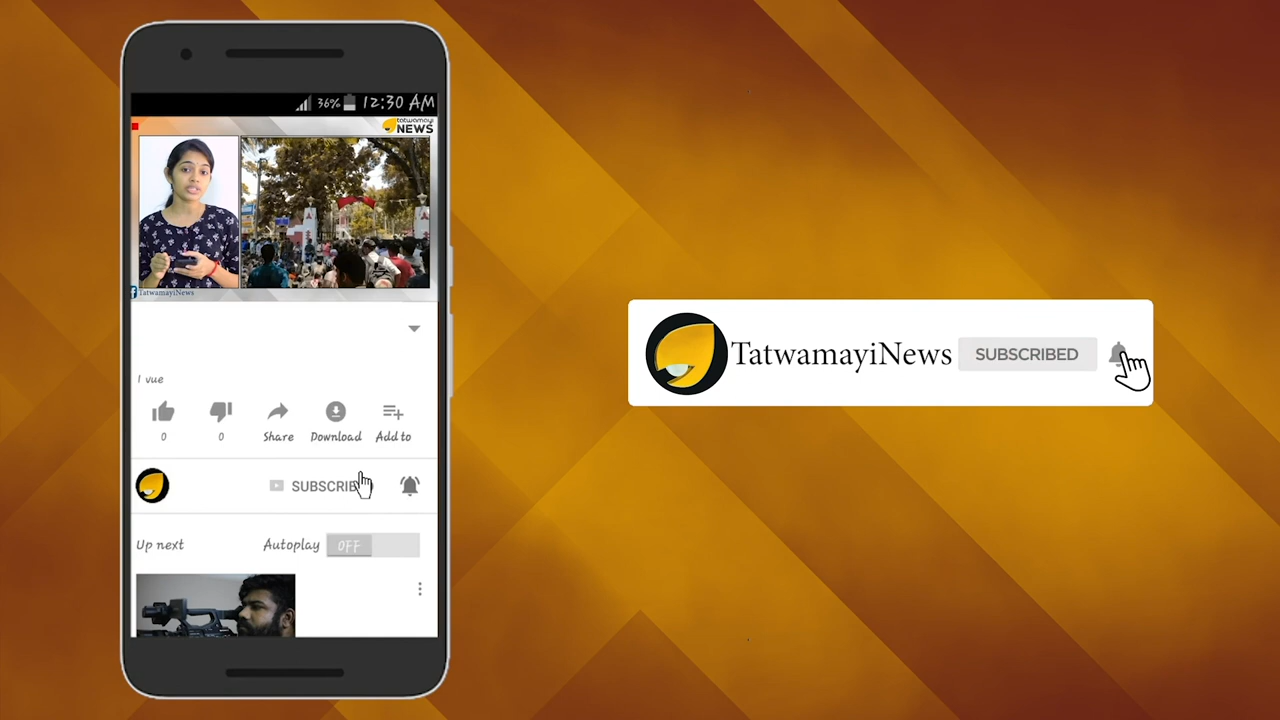 36% 12:30 AM
tatwamayi
NEWS
TatwamayiNews
1 vue
0 0 Share Download Add to
SUBSCRIBE
Up next Autoplay OFF
TatwamayiNews SUBSCRIBED